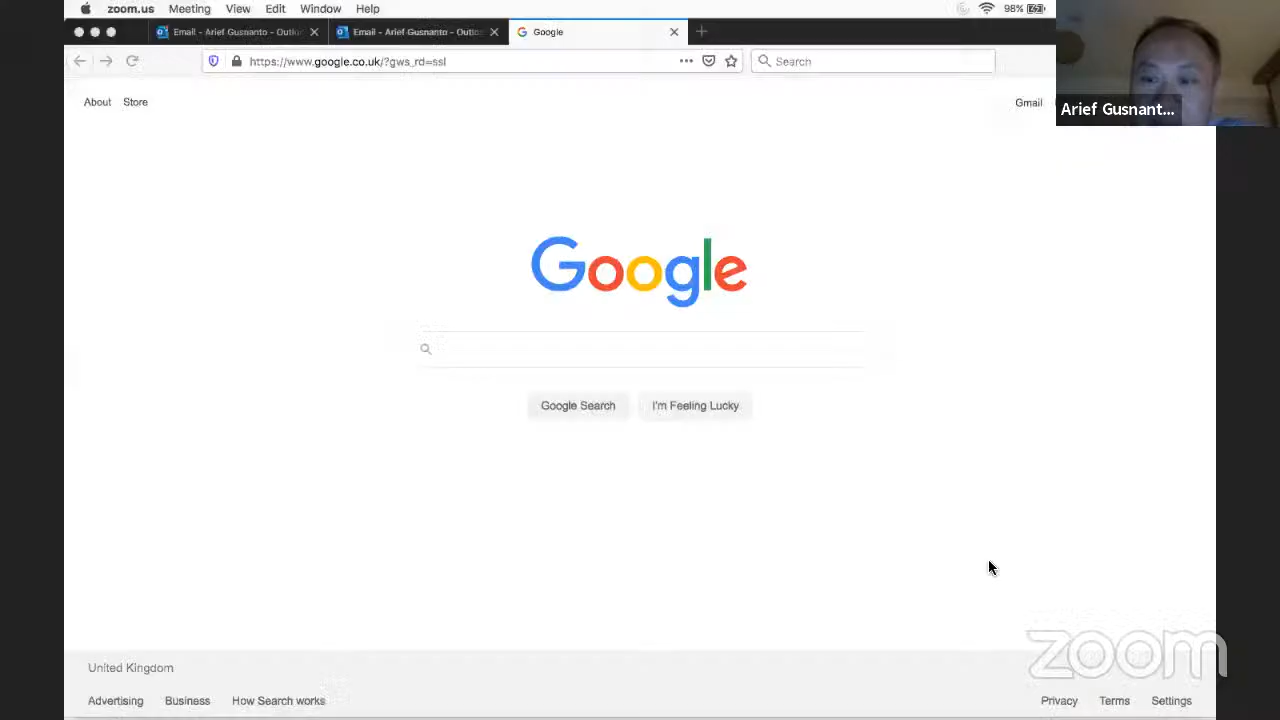 zoom.us Meeting View Edit Window Help 98%
Email - Arief Gusnanto - Outlo Email - Arief Gusnanto - Outlo Google
https://www.google.co.uk/?gws_rd=ssl Search
Arief Gusnant...
About Store Gmail
Google
Google Search I'm Feeling Lucky
zoom
United Kingdom
Advertising Business How Search works Privacy Terms Settings